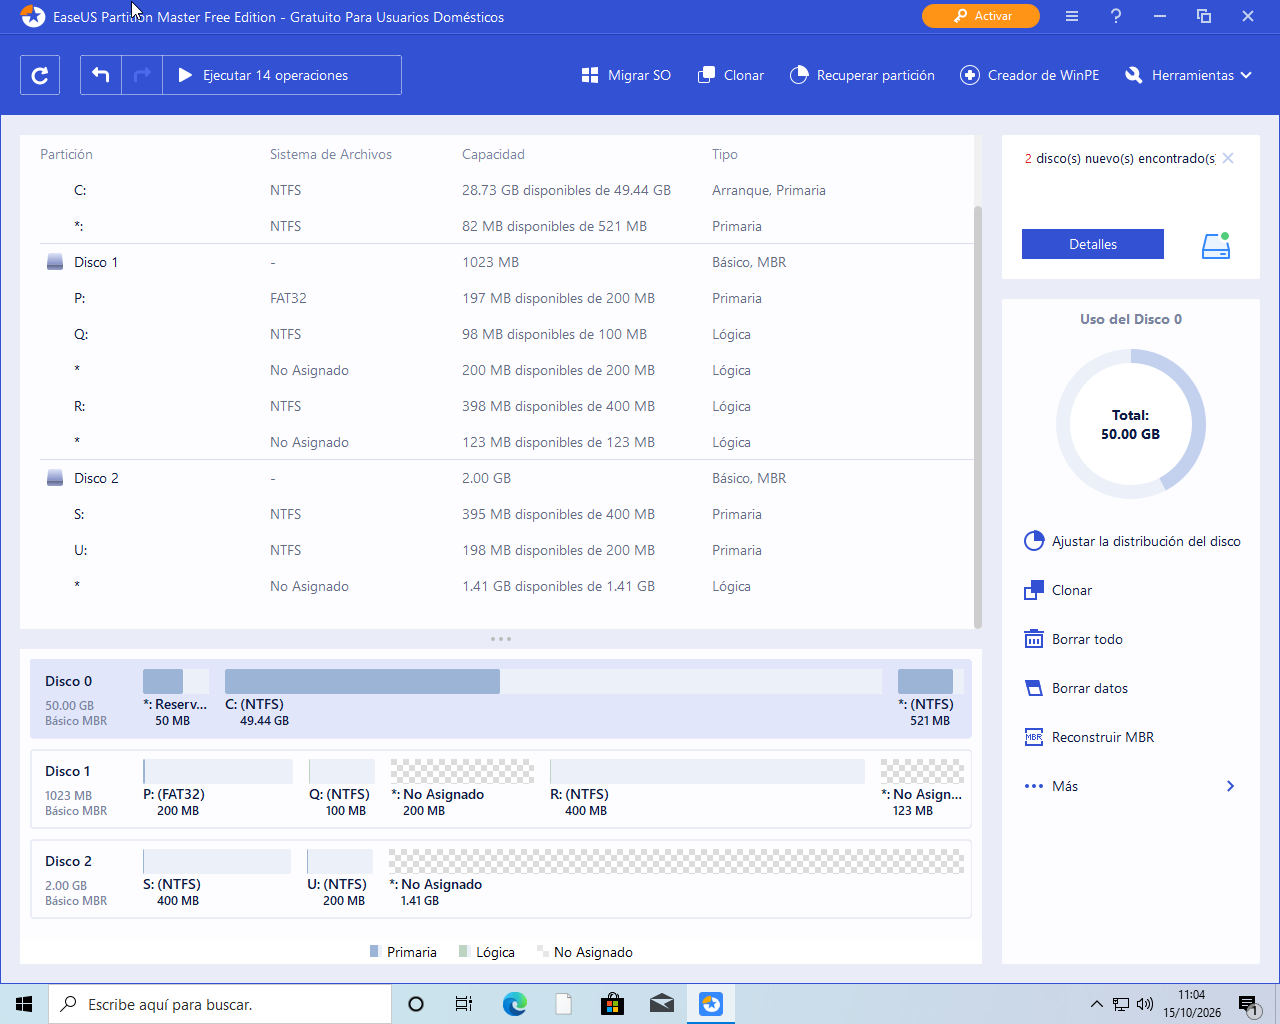 EaseUS Partition Master Free Edition - Gratuito Para Usuarios Domésticos
Activar
Ejecutar 14 operaciones
Migrar SO
Clonar
Recuperar partición
Creador de WinPE
Herramientas
Partición Sistema de Archivos Capacidad Tipo
C: NTFS 28.73 GB disponibles de 49.44 GB Arranque, Primaria
*: NTFS 82 MB disponibles de 521 MB Primaria
Disco 1 - 1023 MB Básico, MBR
P: FAT32 197 MB disponibles de 200 MB Primaria
Q: NTFS 98 MB disponibles de 100 MB Lógica
* No Asignado 200 MB disponibles de 200 MB Lógica
R: NTFS 398 MB disponibles de 400 MB Lógica
* No Asignado 123 MB disponibles de 123 MB Lógica
Disco 2 - 2.00 GB Básico, MBR
S: NTFS 395 MB disponibles de 400 MB Primaria
U: NTFS 198 MB disponibles de 200 MB Primaria
* No Asignado 1.41 GB disponibles de 1.41 GB Lógica
2 disco(s) nuevo(s) encontrado(s
Detalles
Uso del Disco 0
Total:
50.00 GB
Ajustar la distribución del disco
Clonar
Borrar todo
Borrar datos
MBR Reconstruir MBR
Más
Disco 0
50.00 GB
Básico MBR
*: Reserv...
50 MB
C: (NTFS)
49.44 GB
*: (NTFS)
521 MB
Disco 1
1023 MB
Básico MBR
P: (FAT32)
200 MB
Q: (NTFS)
100 MB
*: No Asignado
200 MB
R: (NTFS)
400 MB
*: No Asign...
123 MB
Disco 2
2.00 GB
Básico MBR
S: (NTFS)
400 MB
U: (NTFS)
200 MB
*: No Asignado
1.41 GB
Primaria
Lógica
No Asignado
Escribe aquí para buscar.
11:04
15/10/2026
1